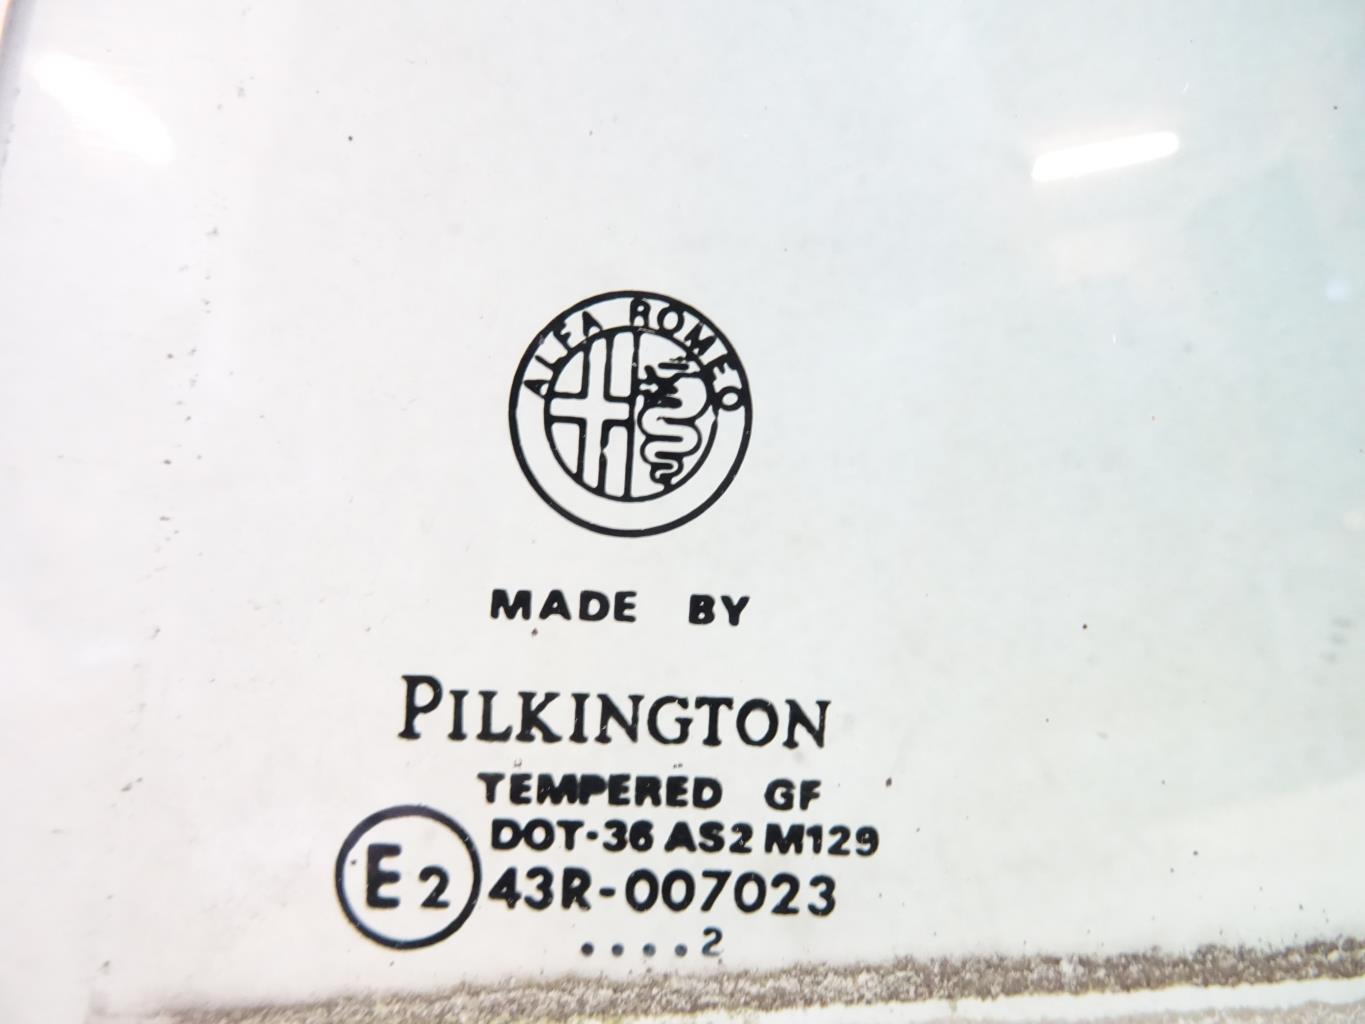 ALFA ROMEO
MADE BY
PILKINGTON
TEMPERED GF
DOT-36 AS2 M129
E2 43R-007023
....2